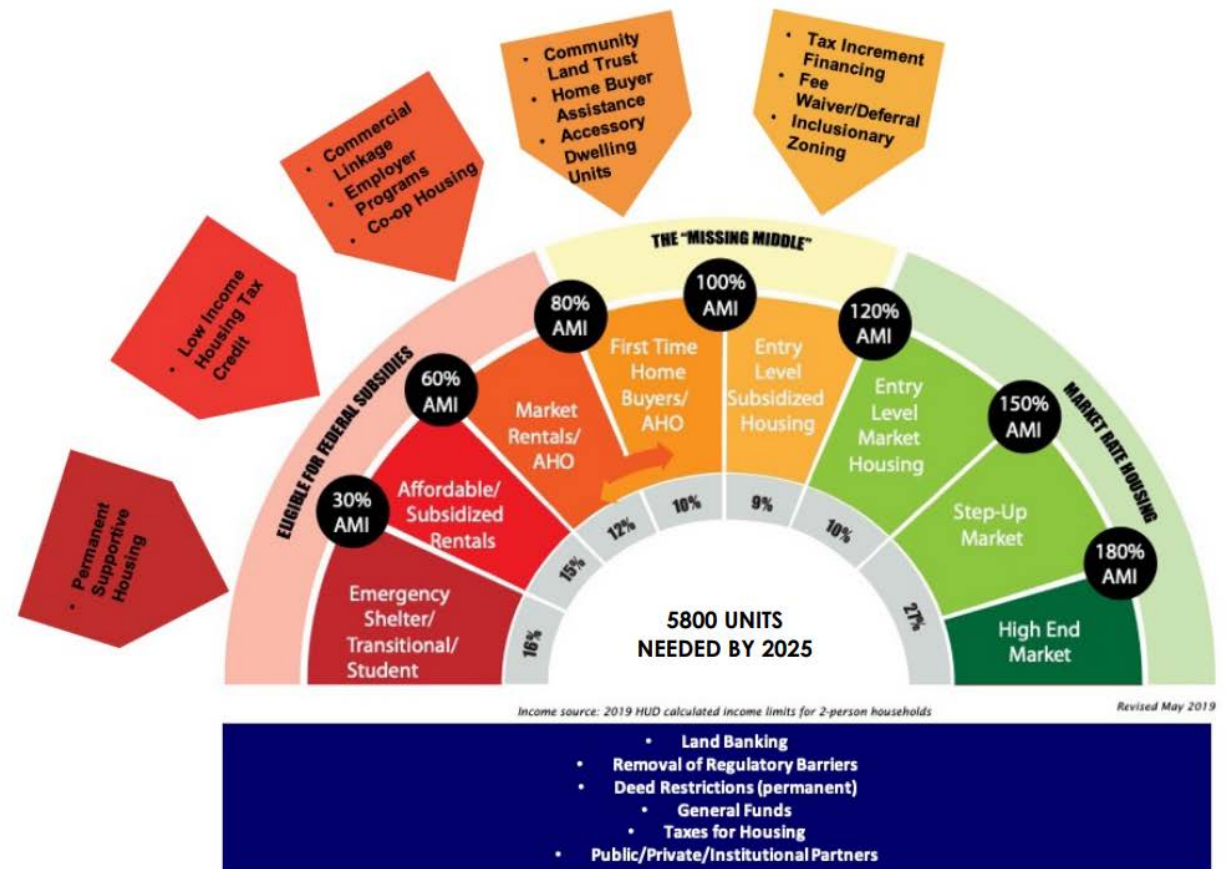 • Community
Land Trust
• Home Buyer
Assistance
• Accessory
Dwelling
Units
• Tax Increment
Financing
• Fee
Waiver/Deferral
• Inclusionary
Zoning
• Commercial
Linkage
• Employer
Programs
• Co-op Housing
• Low Income
Housing Tax
Credit
• Permanent
Supportive
Housing
ELIGIBLE FOR FEDERAL SUBSIDIES
THE "MISSING MIDDLE"
MARKET RATE HOUSING
30%
AMI
60%
AMI
80%
AMI
100%
AMI
120%
AMI
150%
AMI
180%
AMI
Emergency
Shelter/
Transitional/
Student
Affordable/
Subsidized
Rentals
Market
Rentals/
AHO
First Time
Home
Buyers/
AHO
Entry
Level
Subsidized
Housing
Entry
Level
Market
Housing
Step-Up
Market
High End
Market
16%
15%
12%
10%
9%
10%
27%
5800 UNITS
NEEDED BY 2025
Income source: 2019 HUD calculated income limits for 2-person households
Revised May 2019
• Land Banking
• Removal of Regulatory Barriers
• Deed Restrictions (permanent)
• General Funds
• Taxes for Housing
• Public/Private/Institutional Partners